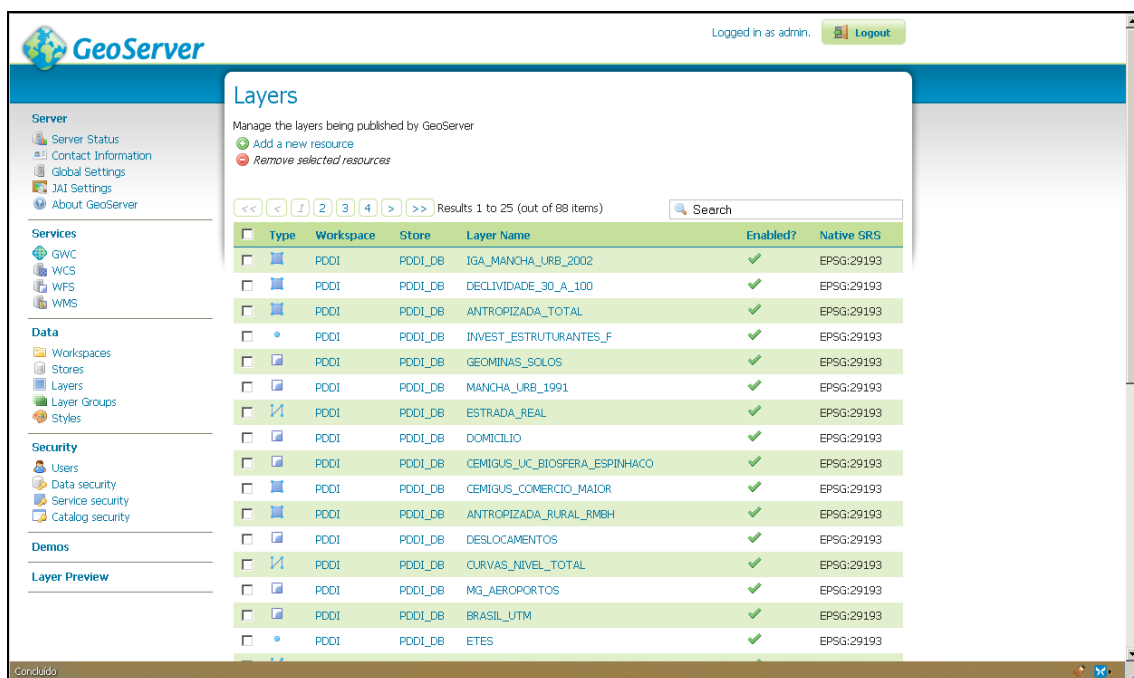 GeoServer
Logged in as admin.
Logout
Server
Server Status
Contact Information
Global Settings
JAI Settings
About GeoServer
Services
GWC
WCS
WFS
WMS
Data
Workspaces
Stores
Layers
Layer Groups
Styles
Security
Users
Data security
Service security
Catalog security
Demos
Layer Preview
Layers
Manage the layers being published by GeoServer
Add a new resource
Remove selected resources
<< < 1 2 3 4 > >> Results 1 to 25 (out of 88 items) Search
Type Workspace Store Layer Name Enabled? Native SRS
PDDI PDDI_DB IGA_MANCHA_URB_2002 EPSG:29193
PDDI PDDI_DB DECLIVIDADE_30_A_100 EPSG:29193
PDDI PDDI_DB ANTROPIZADA_TOTAL EPSG:29193
PDDI PDDI_DB INVEST_ESTRUTURANTES_F EPSG:29193
PDDI PDDI_DB GEOMINAS_SOLOS EPSG:29193
PDDI PDDI_DB MANCHA_URB_1991 EPSG:29193
PDDI PDDI_DB ESTRADA_REAL EPSG:29193
PDDI PDDI_DB DOMICILIO EPSG:29193
PDDI PDDI_DB CEMIGUS_UC_BIOSFERA_ESPINHACO EPSG:29193
PDDI PDDI_DB CEMIGUS_COMERCIO_MAIOR EPSG:29193
PDDI PDDI_DB ANTROPIZADA_RURAL_RMBH EPSG:29193
PDDI PDDI_DB DESLOCAMENTOS EPSG:29193
PDDI PDDI_DB CURVAS_NIVEL_TOTAL EPSG:29193
PDDI PDDI_DB MG_AEROPORTOS EPSG:29193
PDDI PDDI_DB BRASIL_UTM EPSG:29193
PDDI PDDI_DB ETES EPSG:29193
Concluído